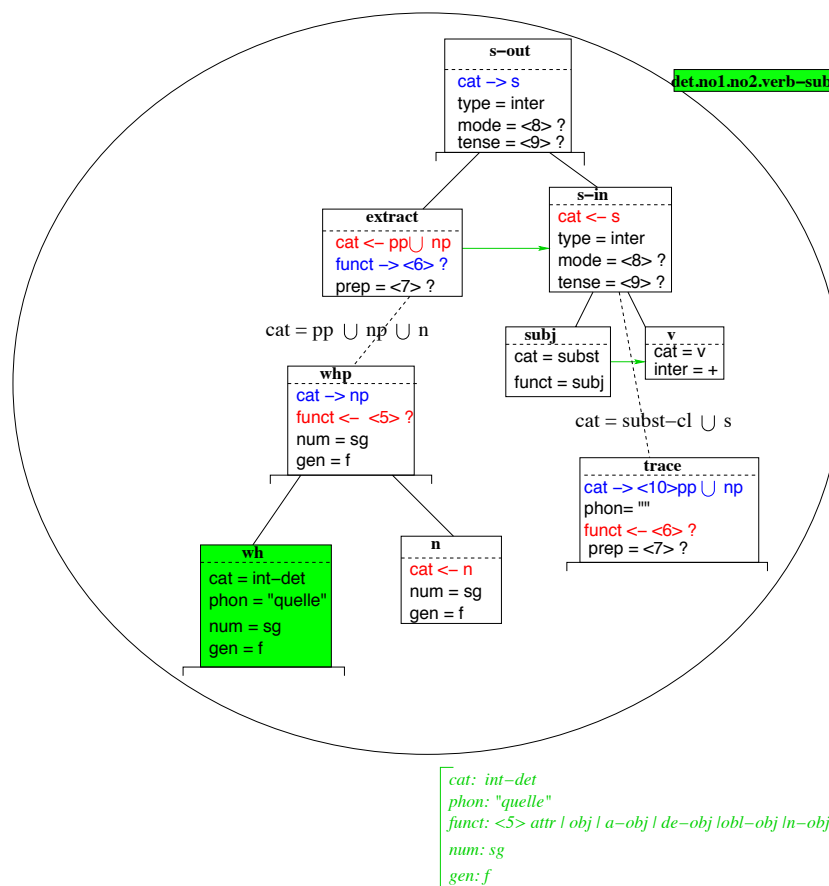 s-out
cat -> s
type = inter
mode = <8> ?
tense = <9> ?
det.no1.no2.verb-sub
extract
cat <- pp ∪ np
funct -> <6> ?
prep = <7> ?
s-in
cat <- s
type = inter
mode = <8> ?
tense = <9> ?
cat = pp ∪ np ∪ n
subj
cat = subst
funct = subj
v
cat = v
inter = +
whp
cat -> np
funct <- <5> ?
num = sg
gen = f
cat = subst-cl ∪ s
trace
cat -> <10>pp ∪ np
phon= ""
funct <- <6> ?
prep = <7> ?
wh
cat = int-det
phon = "quelle"
num = sg
gen = f
n
cat <- n
num = sg
gen = f
cat: int-det
phon: "quelle"
funct: <5> attr | obj | a-obj | de-obj |obl-obj |n-obj
num: sg
gen: f